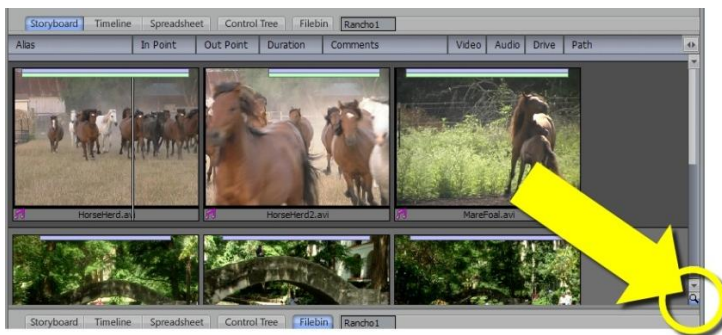 Storyboard Timeline Spreadsheet Control Tree Filebin Rancho1
Alias In Point Out Point Duration Comments Video Audio Drive Path
HorseHerd.avi HorseHerd2.avi MareFoal.avi
Storyboard Timeline Spreadsheet Control Tree Filebin Rancho1